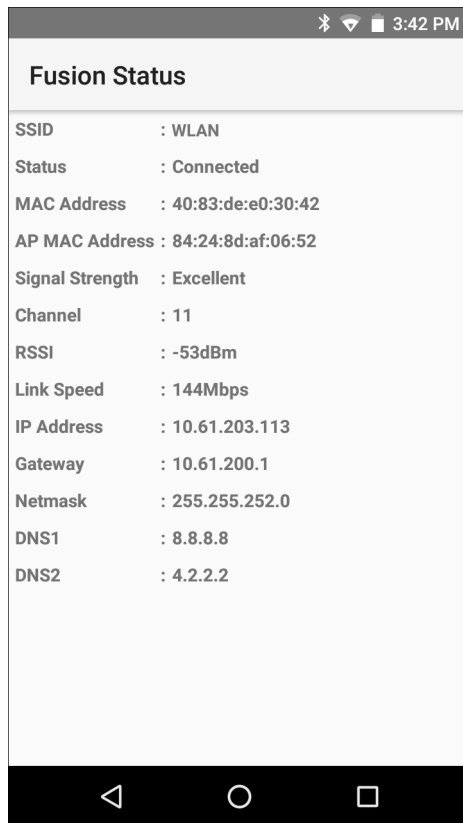 3:42 PM
Fusion Status
SSID : WLAN
Status : Connected
MAC Address : 40:83:de:e0:30:42
AP MAC Address : 84:24:8d:af:06:52
Signal Strength : Excellent
Channel : 11
RSSI : -53dBm
Link Speed : 144Mbps
IP Address : 10.61.203.113
Gateway : 10.61.200.1
Netmask : 255.255.252.0
DNS1 : 8.8.8.8
DNS2 : 4.2.2.2